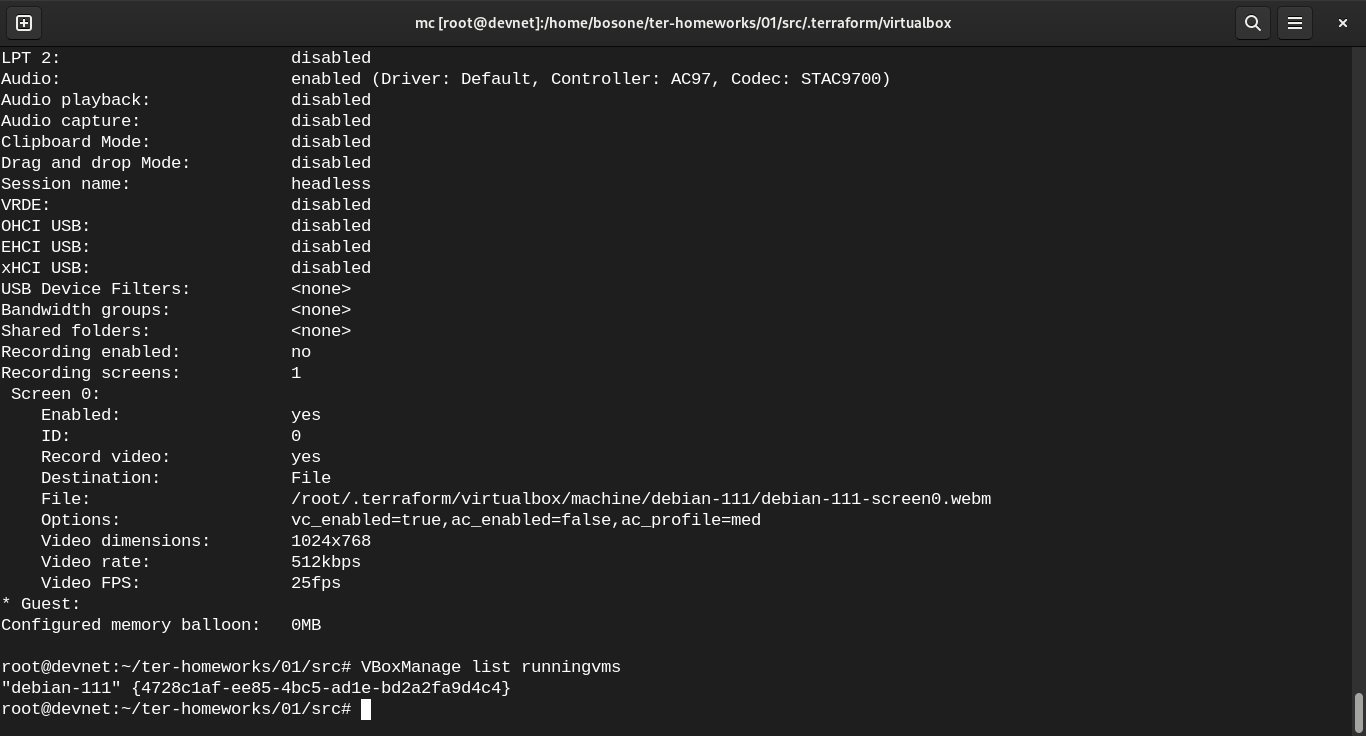 mc [root@devnet]:/home/bosone/ter-homeworks/01/src/.terraform/virtualbox
LPT 2:                       disabled
Audio:                       enabled (Driver: Default, Controller: AC97, Codec: STAC9700)
Audio playback:              disabled
Audio capture:               disabled
Clipboard Mode:              disabled
Drag and drop Mode:          disabled
Session name:                headless
VRDE:                        disabled
OHCI USB:                    disabled
EHCI USB:                    disabled
xHCI USB:                    disabled
USB Device Filters:          <none>
Bandwidth groups:            <none>
Shared folders:              <none>
Recording enabled:           no
Recording screens:           1
 Screen 0:
    Enabled:                 yes
    ID:                      0
    Record video:            yes
    Destination:             File
    File:                    /root/.terraform/virtualbox/machine/debian-111/debian-111-screen0.webm
    Options:                 vc_enabled=true,ac_enabled=false,ac_profile=med
    Video dimensions:        1024x768
    Video rate:              512kbps
    Video FPS:               25fps
* Guest:
Configured memory balloon:   0MB
root@devnet:~/ter-homeworks/01/src# VBoxManage list runningvms
"debian-111" {4728c1af-ee85-4bc5-ad1e-bd2a2fa9d4c4}
root@devnet:~/ter-homeworks/01/src#